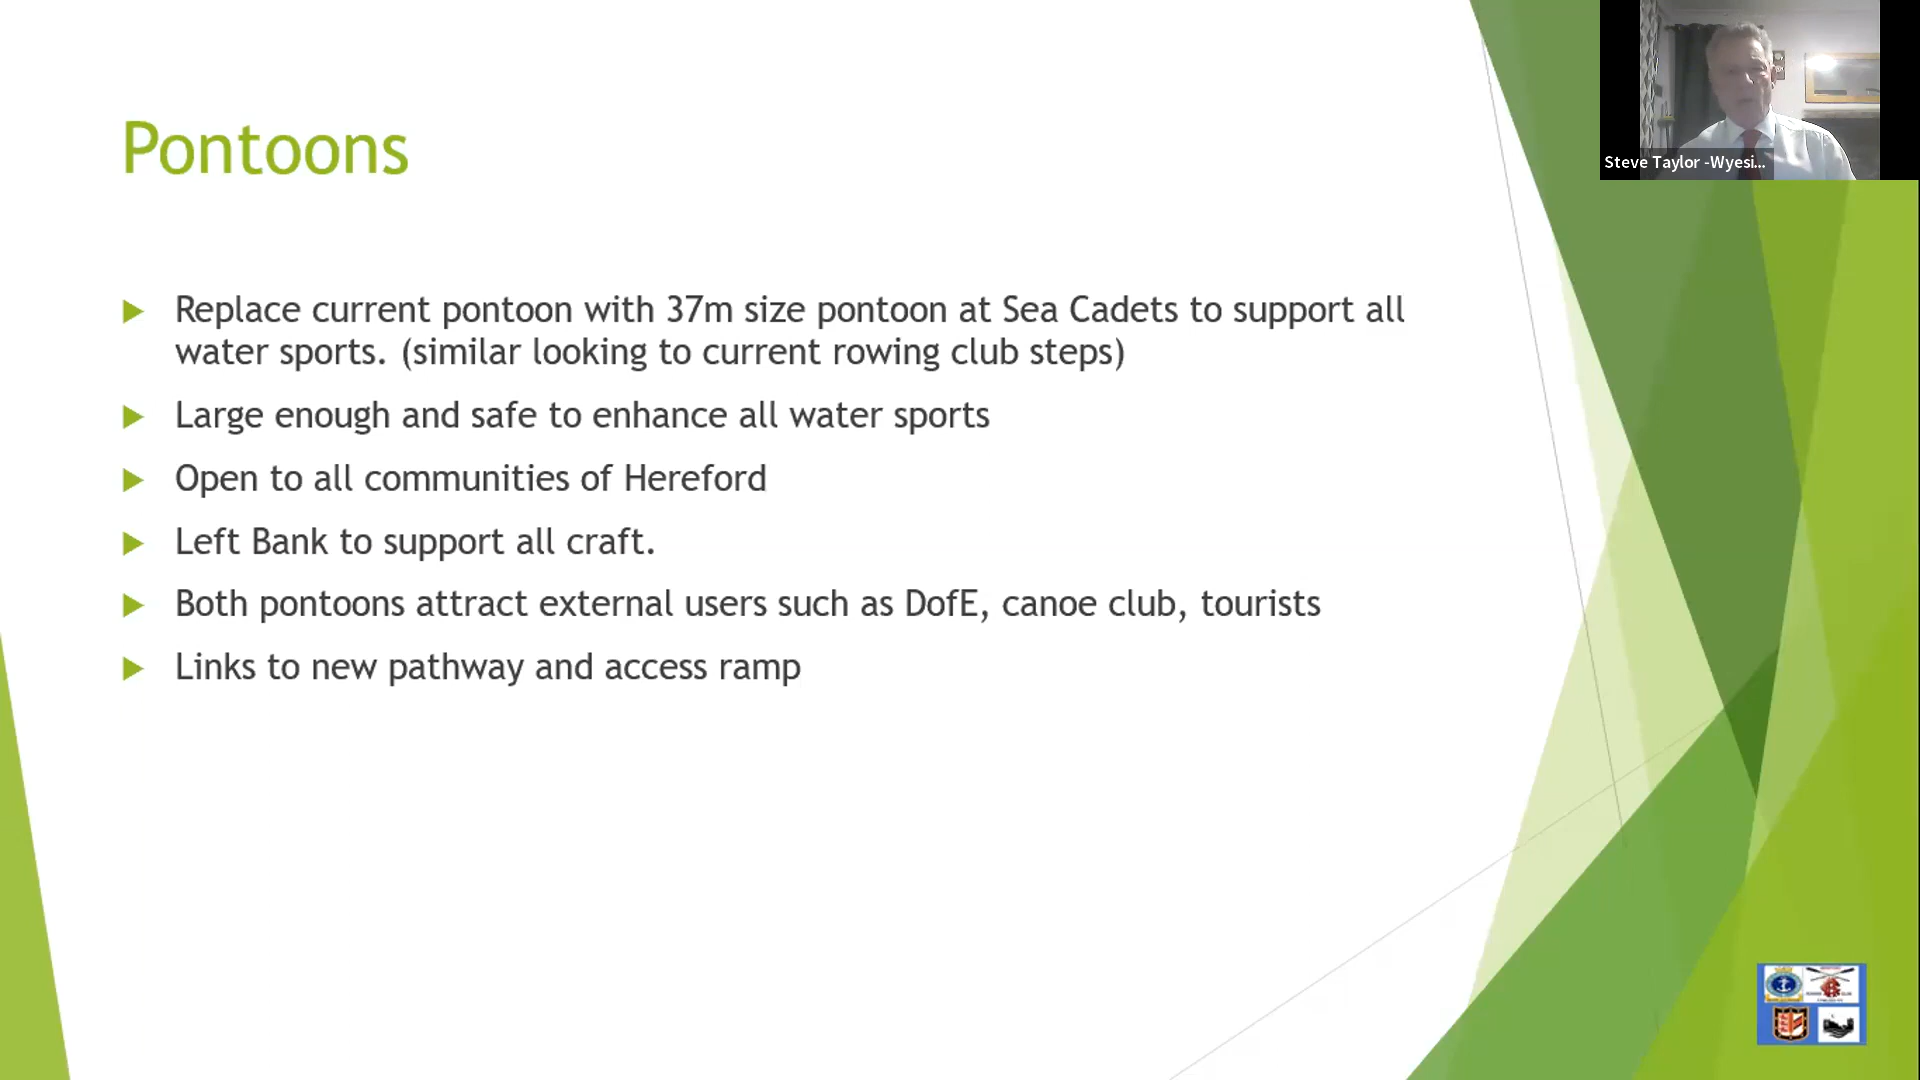 Pontoons
Replace current pontoon with 37m size pontoon at Sea Cadets to support all
water sports. (similar looking to current rowing club steps)
Large enough and safe to enhance all water sports
Open to all communities of Hereford
Left Bank to support all craft.
Both pontoons attract external users such as DofE, canoe club, tourists
Links to new pathway and access ramp
Steve Taylor -Wyesi...